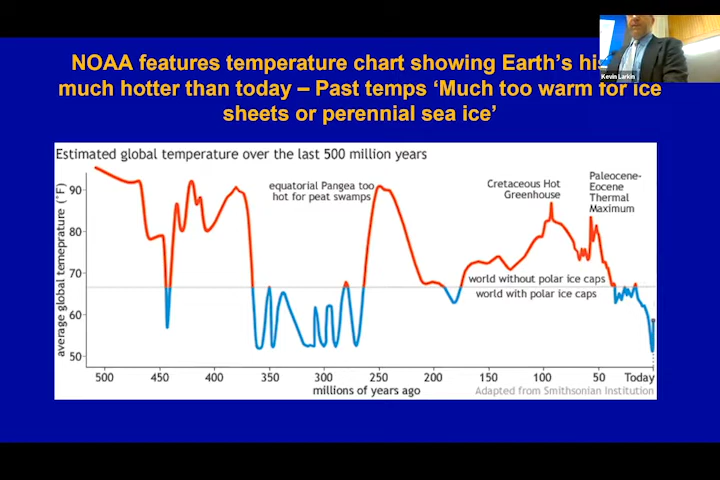 NOAA features temperature chart showing Earth's his
much hotter than today – Past temps 'Much too warm for ice
sheets or perennial sea ice'
Kevin Larkin
Estimated global temperature over the last 500 million years
average global temeprature (°F)
90
80
70
60
50
equatorial Pangea too
hot for peat swamps
Cretaceous Hot
Greenhouse
Paleocene-
Eocene
Thermal
Maximum
world without polar ice caps
world with polar ice caps
500 450 400 350 300 250 200 150 100 50 Today
millions of years ago
Adapted from Smithsonian Institution